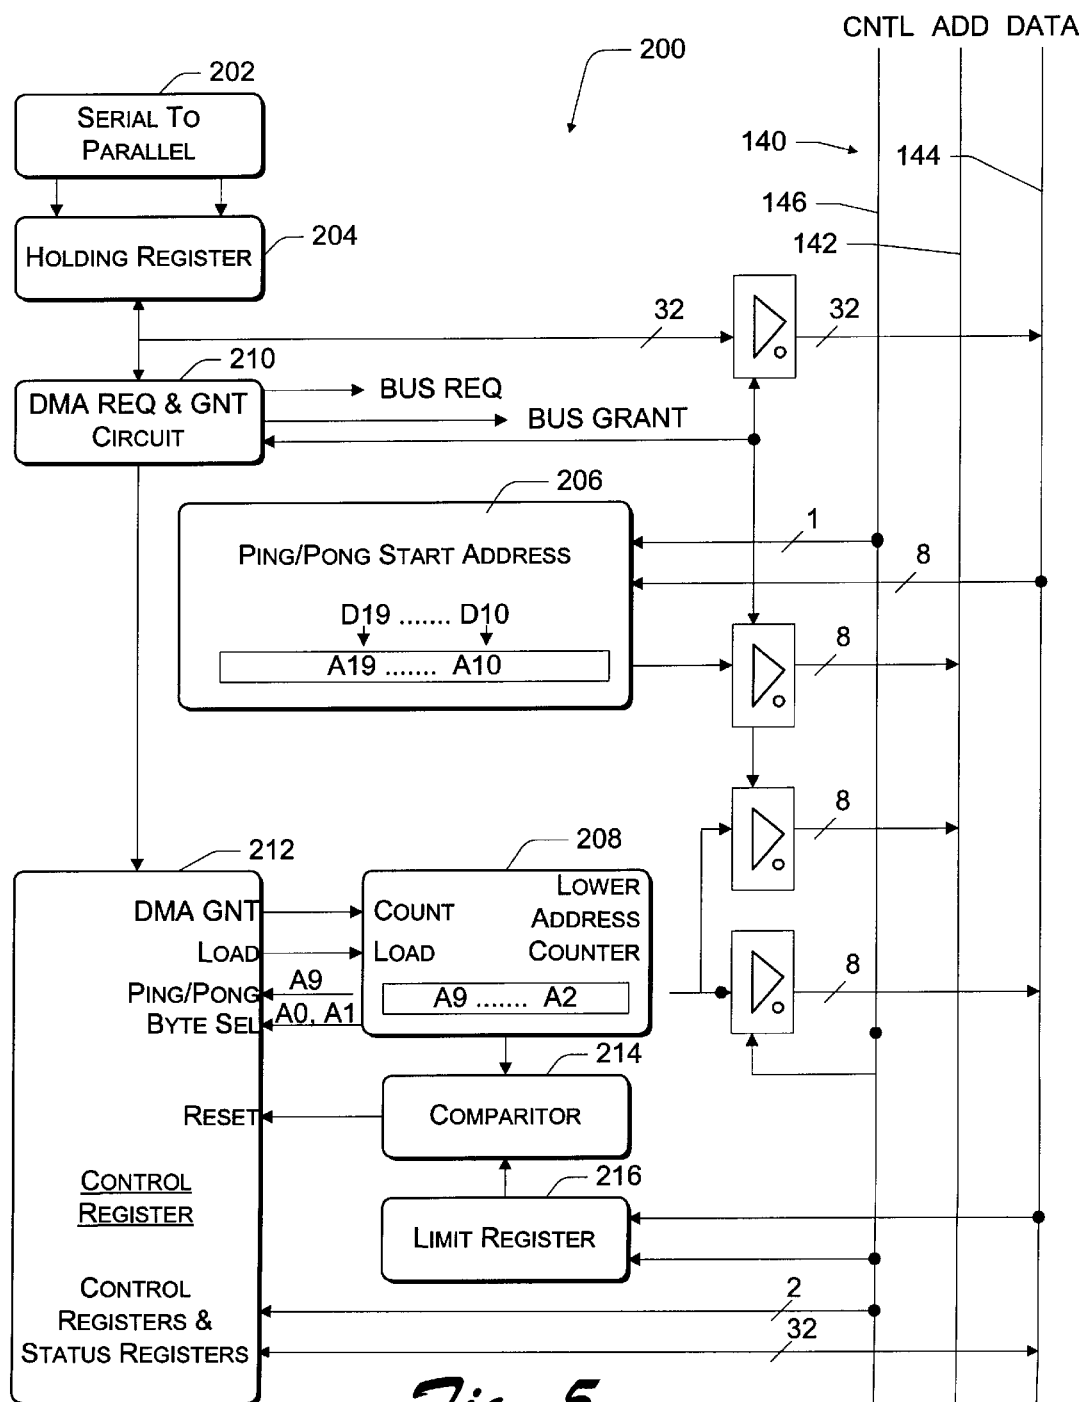 CNTL ADD DATA
200
202
SERIAL TO
PARALLEL
140
144
146
142
204
HOLDING REGISTER
32
32
210
DMA REQ & GNT
CIRCUIT
BUS REQ
BUS GRANT
206
PING/PONG START ADDRESS
1
8
D19 ....... D10
A19 ....... A10
8
8
212
208
DMA GNT
LOAD
PING/PONG
BYTE SEL
A9
A0, A1
COUNT
LOAD
LOWER
ADDRESS
COUNTER
A9 ....... A2
8
214
COMPARITOR
RESET
216
LIMIT REGISTER
CONTROL
REGISTER
CONTROL
REGISTERS &
STATUS REGISTERS
2
32
Fig. 5